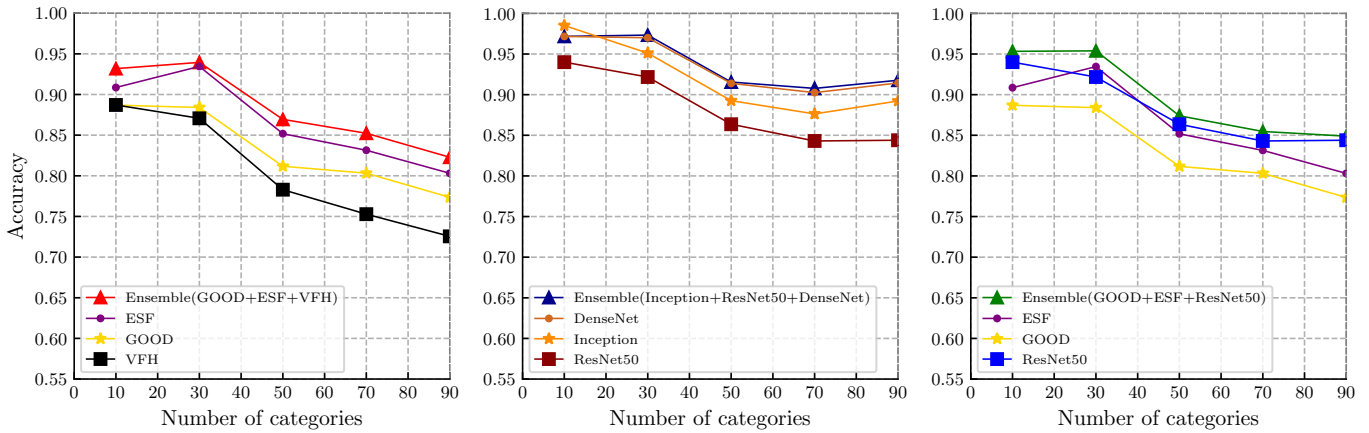 Accuracy
1.00
0.95
0.90
0.85
0.80
0.75
0.70
0.65
0.60
0.55
Ensemble(GOOD+ESF+VFH)
ESF
GOOD
VFH
0 10 20 30 40 50 60 70 80 90
Number of categories
1.00
0.95
0.90
0.85
0.80
0.75
0.70
0.65
0.60
0.55
Ensemble(Inception+ResNet50+DenseNet)
DenseNet
Inception
ResNet50
0 10 20 30 40 50 60 70 80 90
Number of categories
1.00
0.95
0.90
0.85
0.80
0.75
0.70
0.65
0.60
0.55
Ensemble(GOOD+ESF+ResNet50)
ESF
GOOD
ResNet50
0 10 20 30 40 50 60 70 80 90
Number of categories